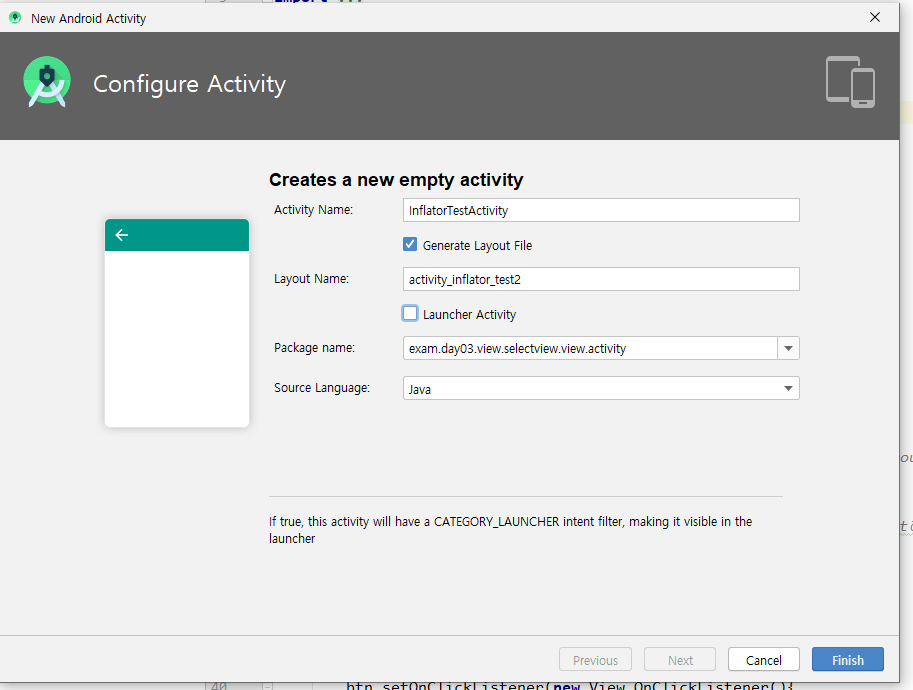 New Android Activity
Configure Activity
Creates a new empty activity
Activity Name: InflatorTestActivity
Generate Layout File
Layout Name: activity_inflator_test2
Launcher Activity
Package name: exam.day03.view.selectview.view.activity
Source Language: Java
If true, this activity will have a CATEGORY_LAUNCHER intent filter, making it visible in the
launcher
Previous Next Cancel Finish
40 btn.setOnClickListener(new View.OnClickListener(){